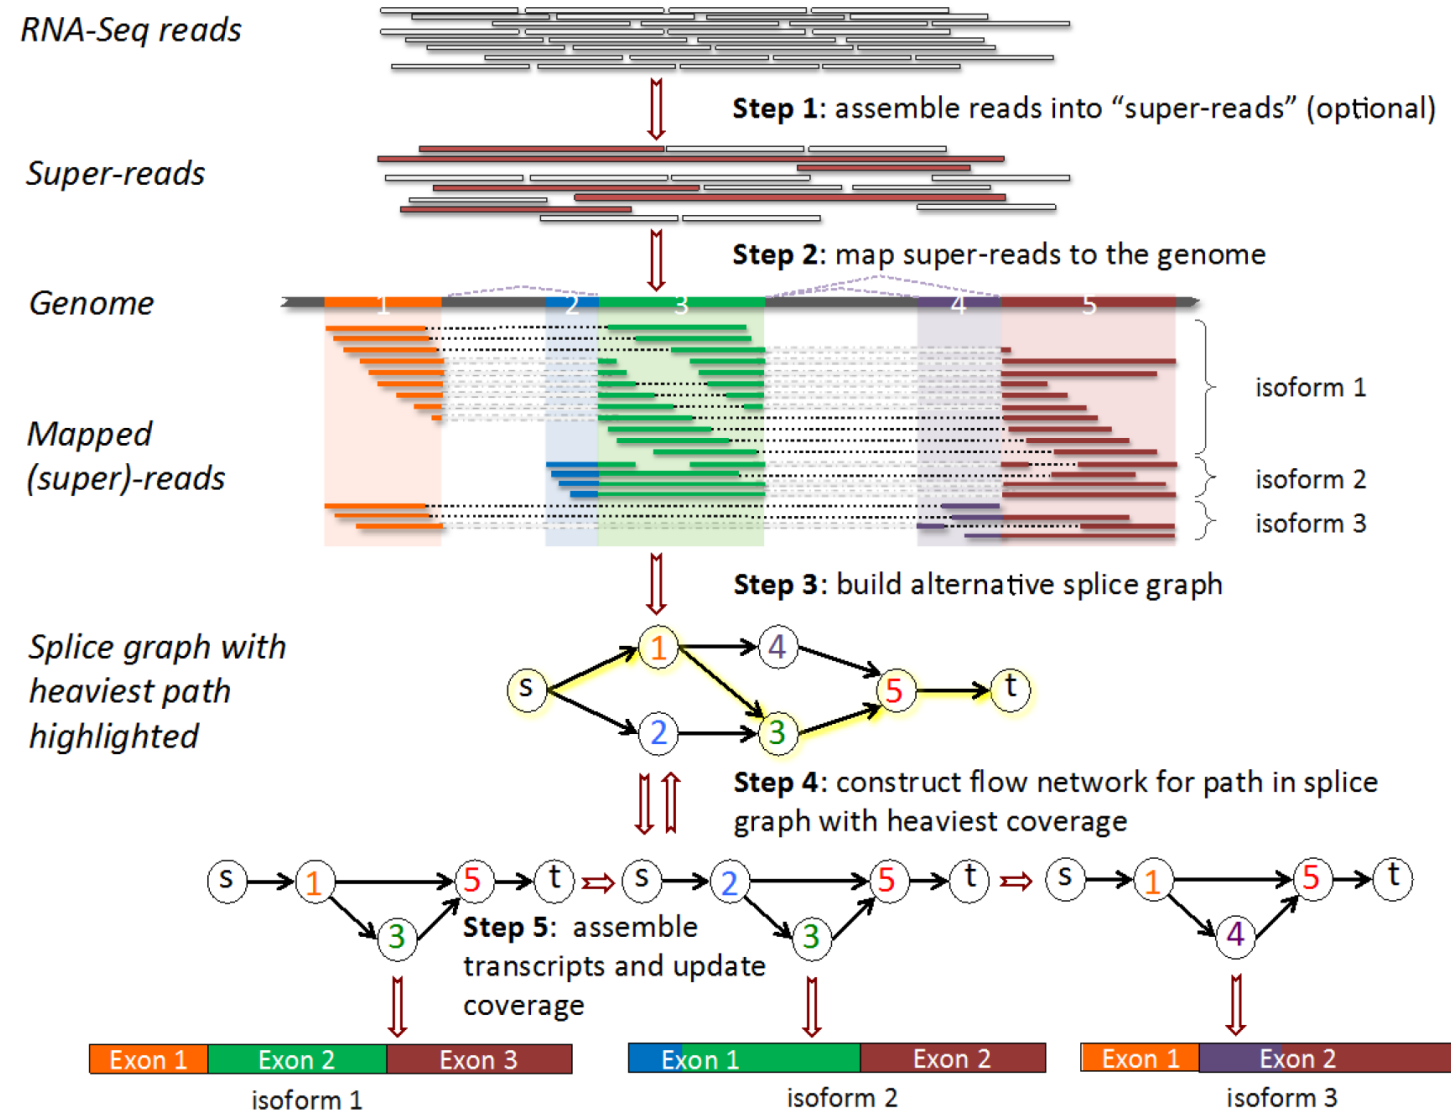 RNA-Seq reads
Step 1: assemble reads into “super-reads” (optional)
Super-reads
Step 2: map super-reads to the genome
Genome
1
2
3
4
5
isoform 1
Mapped
(super)-reads
isoform 2
isoform 3
Step 3: build alternative splice graph
Splice graph with
heaviest path
highlighted
s
1
4
2
3
5
t
Step 4: construct flow network for path in splice
graph with heaviest coverage
s
1
5
t
3
s
2
5
t
3
s
1
5
t
4
Step 5: assemble
transcripts and update
coverage
Exon 1
Exon 2
Exon 3
isoform 1
Exon 1
Exon 2
isoform 2
Exon 1
Exon 2
isoform 3